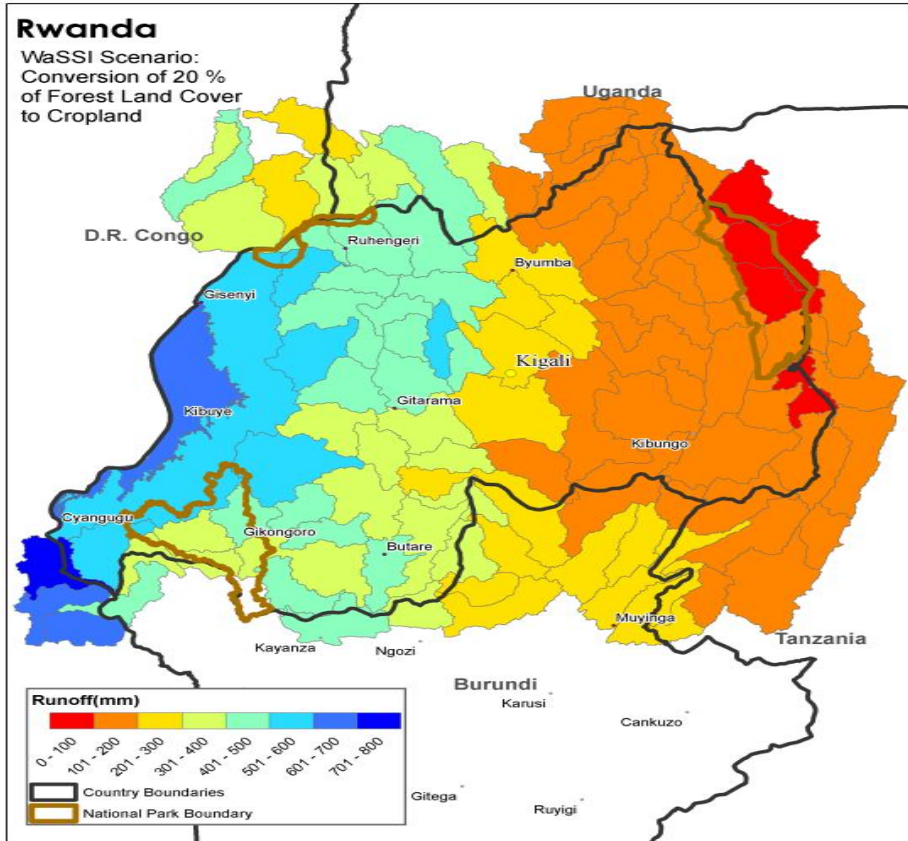 Rwanda
WaSSI Scenario:
Conversion of 20 %
of Forest Land Cover
to Cropland
Uganda
D.R. Congo
Ruhengeri
Byumba
Gisenyi
Kigali
Gitarama
Kibuye
Kibungo
Cyangugu
Gikongoro
Butare
Muyinga
Kayanza
Ngozi
Tanzania
Burundi
Karusi
Cankuzo
Gitega
Ruyigi
Runoff(mm)
0 - 100
101 - 200
201 - 300
301 - 400
401 - 500
501 - 600
601 - 700
701 - 800
Country Boundaries
National Park Boundary